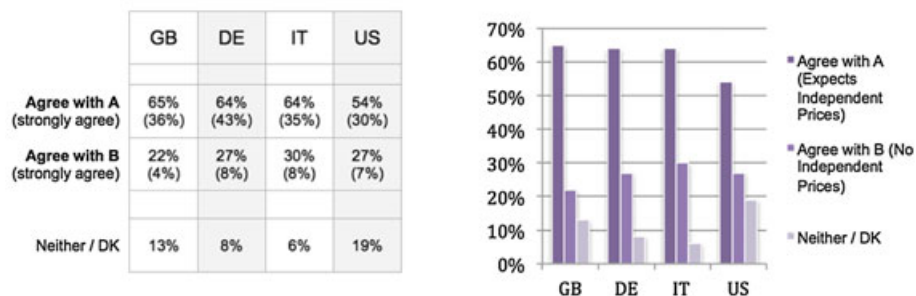 GB DE IT US
Agree with A 65% 64% 64% 54%
(strongly agree) (36%) (43%) (35%) (30%)
Agree with B 22% 27% 30% 27%
(strongly agree) (4%) (8%) (8%) (7%)
Neither / DK 13% 8% 6% 19%
70%
60%
50%
40%
30%
20%
10%
0%
GB DE IT US
Agree with A
(Expects
Independent
Prices)
Agree with B (No
Independent
Prices)
Neither / DK